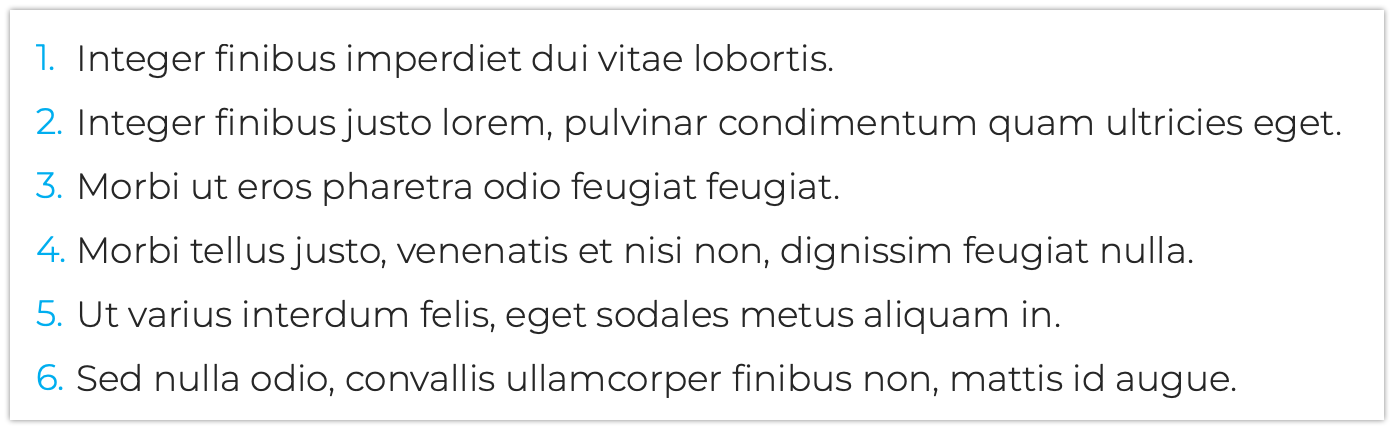 1. Integer finibus imperdiet dui vitae lobortis.
2. Integer finibus justo lorem, pulvinar condimentum quam ultricies eget.
3. Morbi ut eros pharetra odio feugiat feugiat.
4. Morbi tellus justo, venenatis et nisi non, dignissim feugiat nulla.
5. Ut varius interdum felis, eget sodales metus aliquam in.
6. Sed nulla odio, convallis ullamcorper finibus non, mattis id augue.